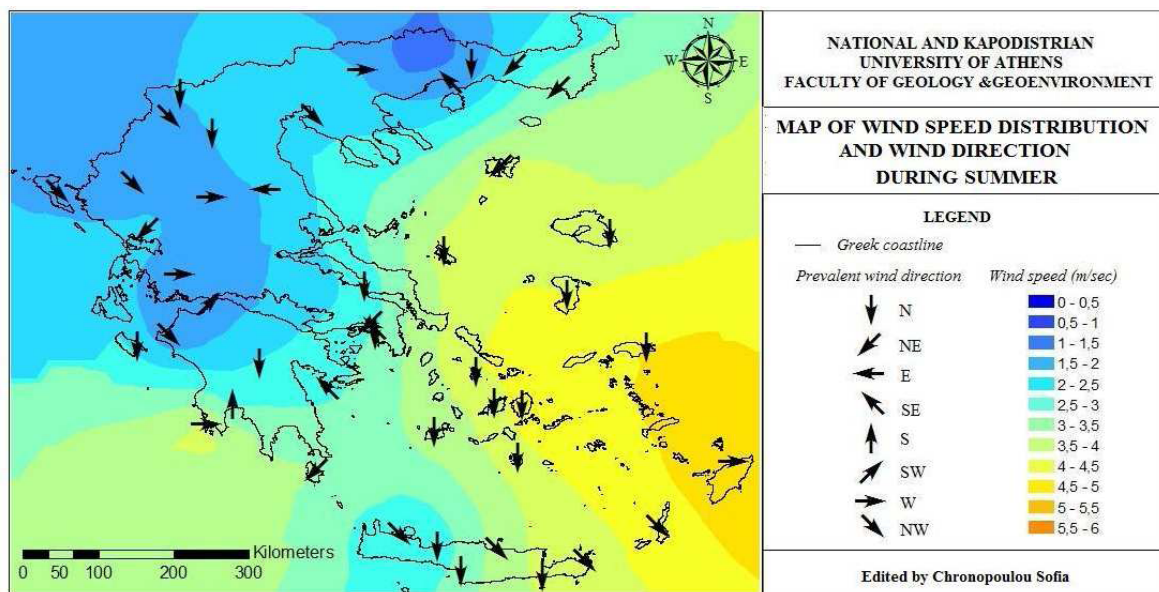 N
W E
S
Kilometers
0 50 100 200 300
NATIONAL AND KAPODISTRIAN
UNIVERSITY OF ATHENS
FACULTY OF GEOLOGY &GEOENVIRONMENT
MAP OF WIND SPEED DISTRIBUTION
AND WIND DIRECTION
DURING SUMMER
LEGEND
Greek coastline
Prevalent wind direction Wind speed (m/sec)
N
NE
E
SE
S
SW
W
NW
0 - 0,5
0,5 - 1
1 - 1,5
1,5 - 2
2 - 2,5
2,5 - 3
3 - 3,5
3,5 - 4
4 - 4,5
4,5 - 5
5 - 5,5
5,5 - 6
Edited by Chronopoulou Sofia